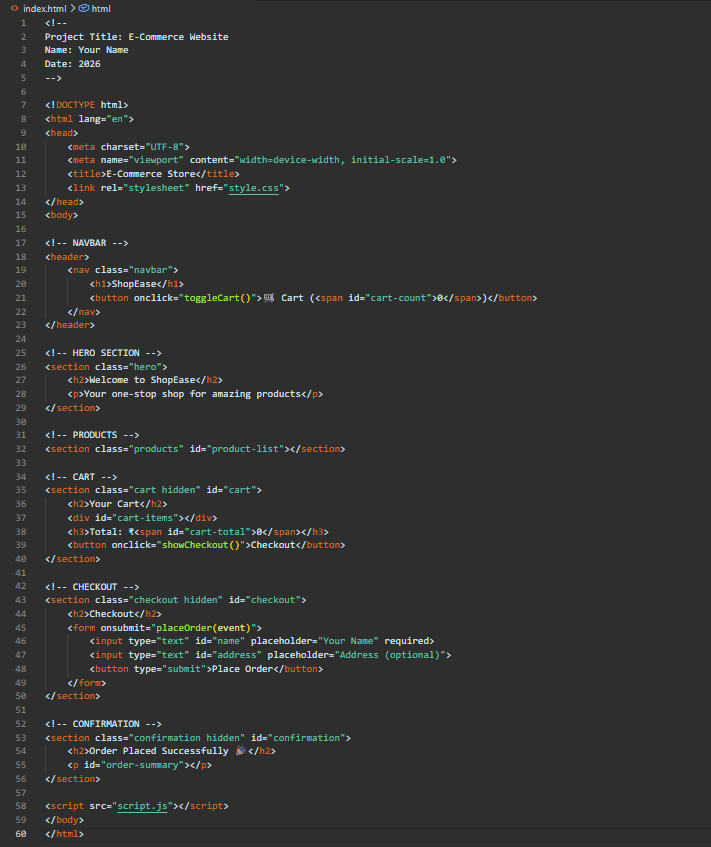 index.html > html
1 <!--
2 Project Title: E-Commerce Website
3 Name: Your Name
4 Date: 2026
5 -->
6
7 <!DOCTYPE html>
8 <html lang="en">
9 <head>
10     <meta charset="UTF-8">
11     <meta name="viewport" content="width=device-width, initial-scale=1.0">
12     <title>E-Commerce Store</title>
13     <link rel="stylesheet" href="style.css">
14 </head>
15 <body>
16
17 <!-- NAVBAR -->
18 <header>
19     <nav class="navbar">
20         <h1>ShopEase</h1>
21         <button onclick="toggleCart()">🛒 Cart (<span id="cart-count">0</span>)</button>
22     </nav>
23 </header>
24
25 <!-- HERO SECTION -->
26 <section class="hero">
27     <h2>Welcome to ShopEase</h2>
28     <p>Your one-stop shop for amazing products</p>
29 </section>
30
31 <!-- PRODUCTS -->
32 <section class="products" id="product-list"></section>
33
34 <!-- CART -->
35 <section class="cart hidden" id="cart">
36     <h2>Your Cart</h2>
37     <div id="cart-items"></div>
38     <h3>Total: ₹<span id="cart-total">0</span></h3>
39     <button onclick="showCheckout()">Checkout</button>
40 </section>
41
42 <!-- CHECKOUT -->
43 <section class="checkout hidden" id="checkout">
44     <h2>Checkout</h2>
45     <form onsubmit="placeOrder(event)">
46         <input type="text" id="name" placeholder="Your Name" required>
47         <input type="text" id="address" placeholder="Address (optional)">
48         <button type="submit">Place Order</button>
49     </form>
50 </section>
51
52 <!-- CONFIRMATION -->
53 <section class="confirmation hidden" id="confirmation">
54     <h2>Order Placed Successfully 🎉</h2>
55     <p id="order-summary"></p>
56 </section>
57
58 <script src="script.js"></script>
59 </body>
60 </html>